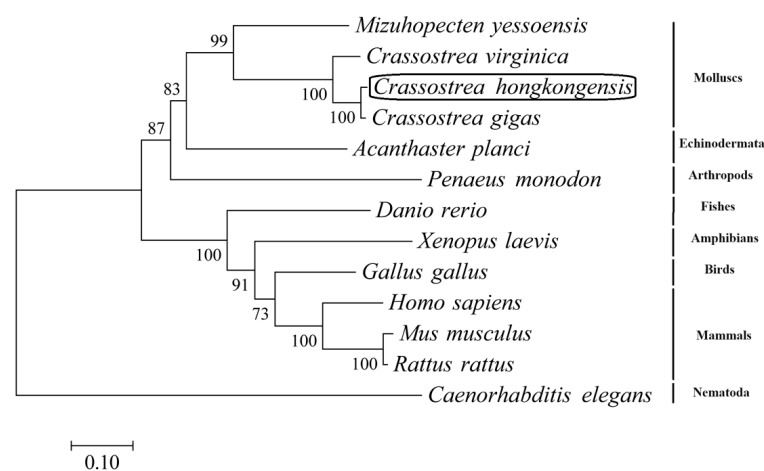 Mizuhopecten yessoensis
99
Crassostrea virginica
Molluscs
83
100
Crassostrea hongkongensis
100
Crassostrea gigas
87
Acanthaster planci
Echinodermata
Penaeus monodon
Arthropods
Danio rerio
Fishes
100
Xenopus laevis
Amphibians
91
Gallus gallus
Birds
73
Homo sapiens
100
Mus musculus
Mammals
100
Rattus rattus
Caenorhabditis elegans
Nematoda
0.10